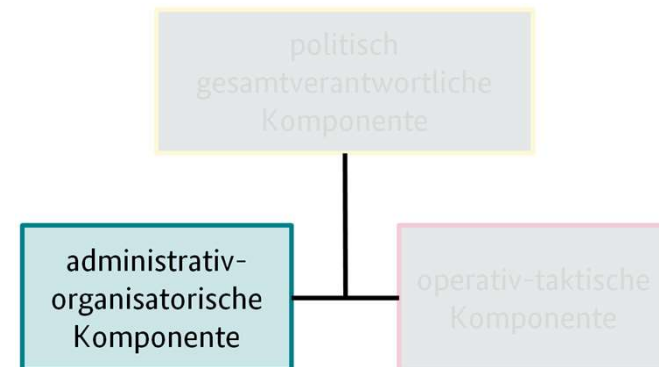 politisch
gesamtverantwortliche
Komponente
administrativ-
organisatorische
Komponente
operativ-taktische
Komponente